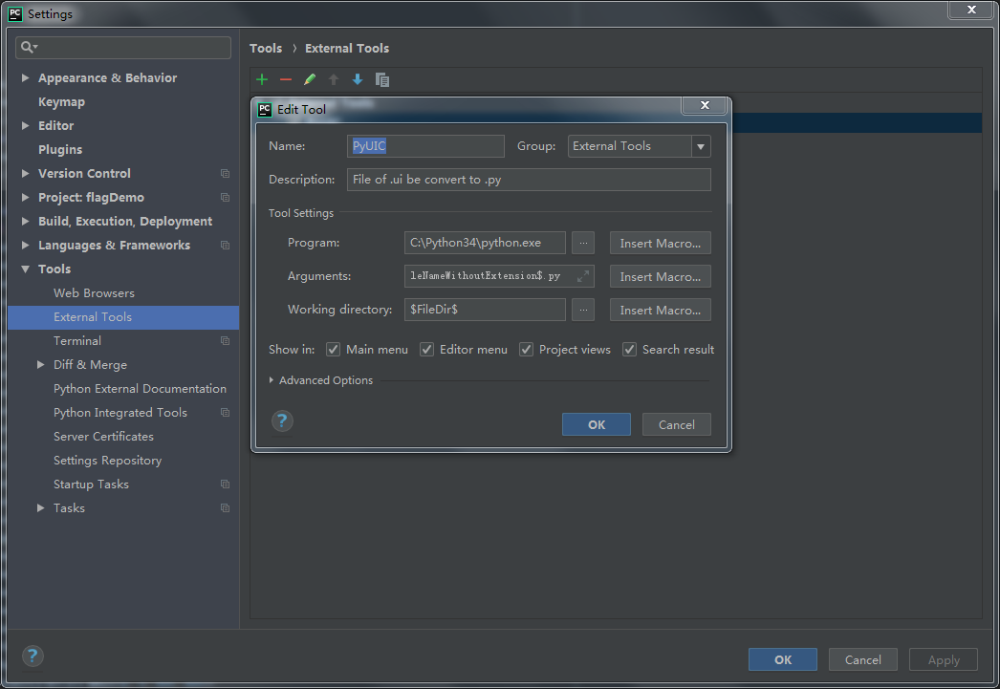 PC Settings
Tools › External Tools
Appearance & Behavior
Keymap
Editor
Plugins
Version Control
Project: flagDemo
Build, Execution, Deployment
Languages & Frameworks
Tools
Web Browsers
External Tools
Terminal
Diff & Merge
Python External Documentation
Python Integrated Tools
Server Certificates
Settings Repository
Startup Tasks
Tasks
PC Edit Tool
Name: PyUIC Group: External Tools
Description: File of .ui be convert to .py
Tool Settings
Program: C:\Python34\python.exe ... Insert Macro...
Arguments: leNameWithoutExtension$.py Insert Macro...
Working directory: $FileDir$ ... Insert Macro...
Show in: Main menu Editor menu Project views Search result
Advanced Options
? OK Cancel
? OK Cancel Apply